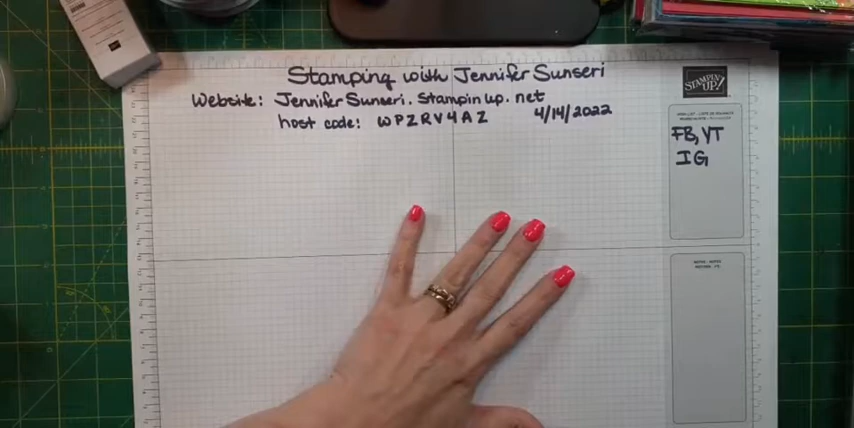 Stamping with Jennifer Sunseri
Website: JenniferSunseri.Stampinup.net
host code: WPZRV4AZ 4/14/2022
STAMPIN' UP!
FB, YT
IG